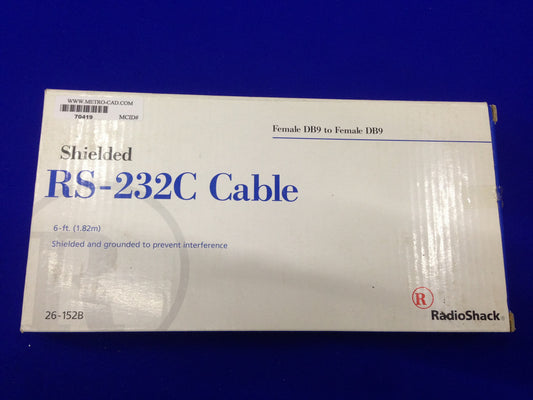 WWW.METRO-CAD.COM
70419 MCID#
Female DB9 to Female DB9
Shielded
RS-232C Cable
6-ft. (1.82m)
Shielded and grounded to prevent interference
R
26-152B
RadioShack®